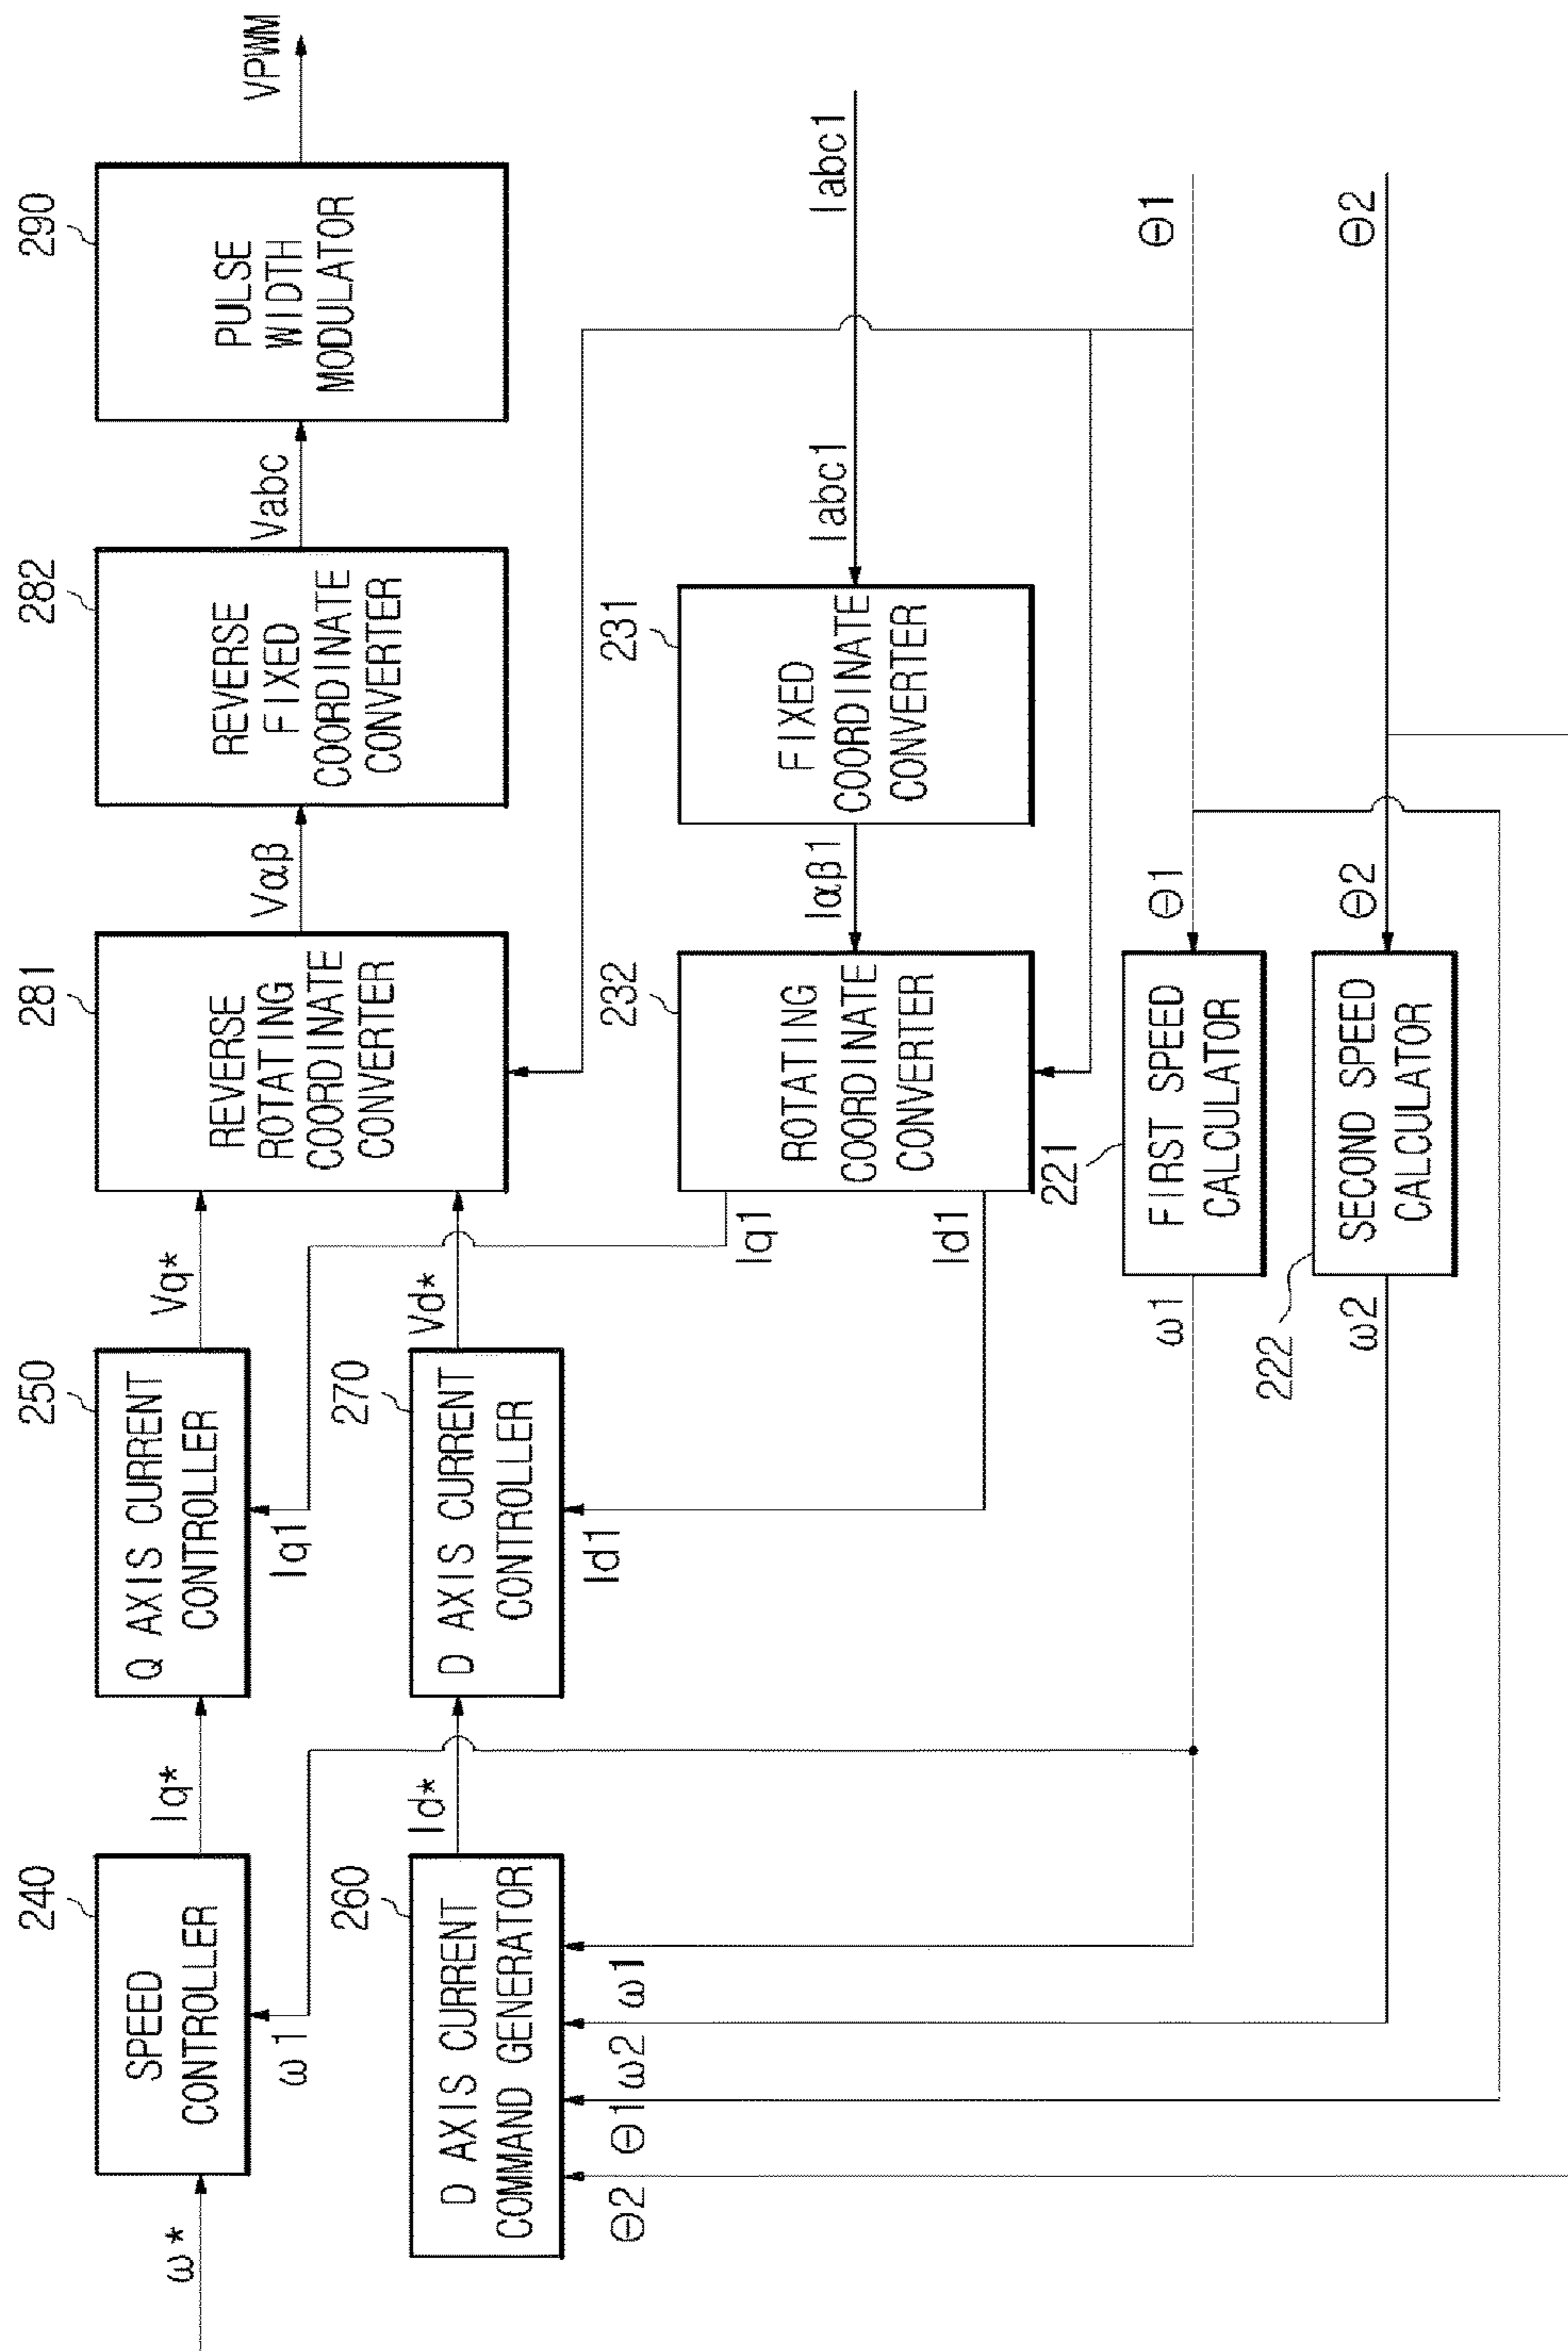 240
SPEED
CONTROLLER
ω*
ω1
Iq*
250
Q AXIS CURRENT
CONTROLLER
Iq1
Vq*
281
REVERSE
ROTATING
COORDINATE
CONVERTER
Vαβ
282
REVERSE
FIXED
COORDINATE
CONVERTER
Vabc
290
PULSE
WIDTH
MODULATOR
VPWM
260
D AXIS CURRENT
COMMAND GENERATOR
Θ2
Θ1
ω2
ω1
Id*
270
D AXIS CURRENT
CONTROLLER
Id1
Vd*
232
ROTATING
COORDINATE
CONVERTER
Iq1
Id1
Iαβ1
231
FIXED
COORDINATE
CONVERTER
Iabc1
Iabc1
221
FIRST SPEED
CALCULATOR
ω1
Θ1
Θ1
222
SECOND SPEED
CALCULATOR
ω2
Θ2
Θ2